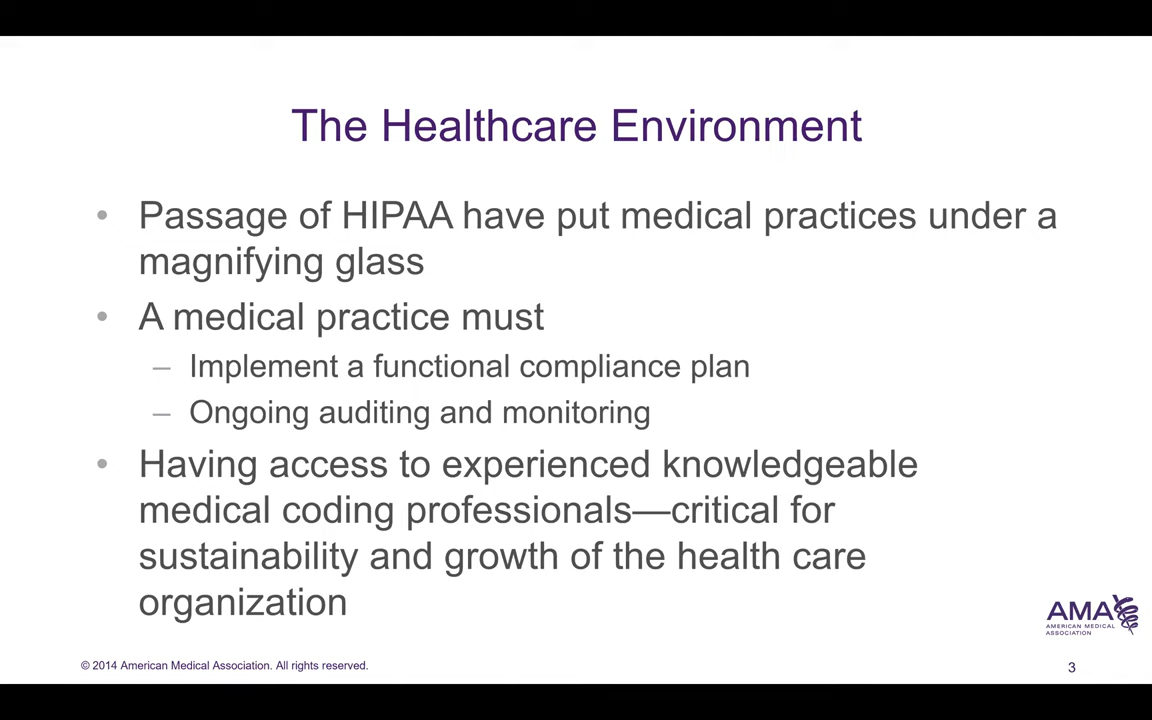 The Healthcare Environment
• Passage of HIPAA have put medical practices under a
magnifying glass
• A medical practice must
– Implement a functional compliance plan
– Ongoing auditing and monitoring
• Having access to experienced knowledgeable
medical coding professionals—critical for
sustainability and growth of the health care
organization
AMA
AMERICAN MEDICAL
ASSOCIATION
© 2014 American Medical Association. All rights reserved.
3